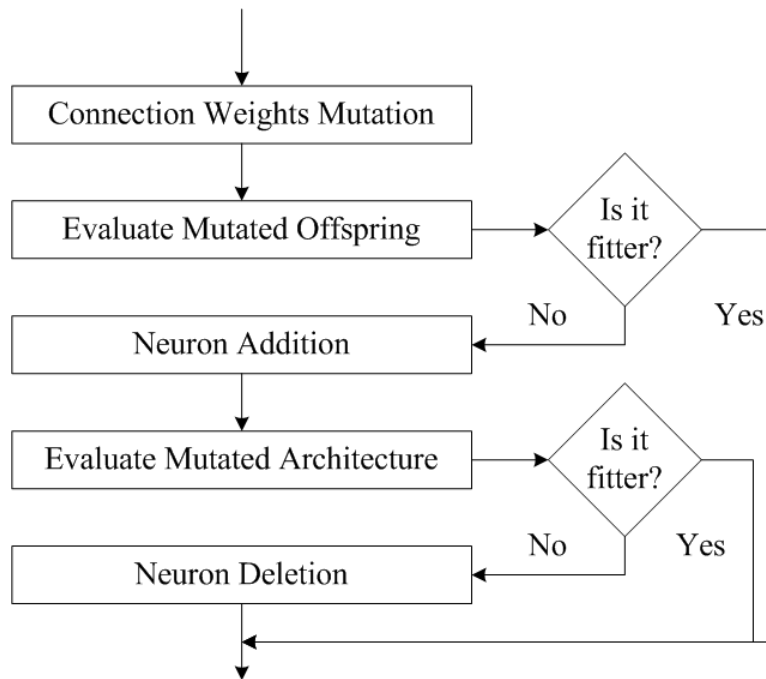 Connection Weights Mutation
Evaluate Mutated Offspring
Is it
fitter?
No
Yes
Neuron Addition
Evaluate Mutated Architecture
Is it
fitter?
No
Yes
Neuron Deletion